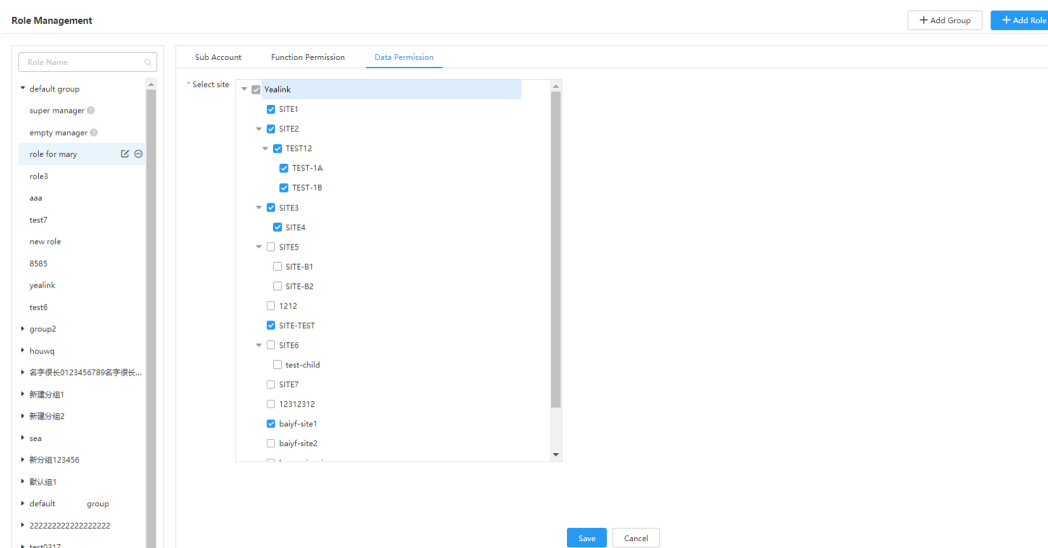 Role Management
Add Group
Add Role
Role Name
default group
super manager
empty manager
role for mary
role3
aaa
test7
new role
8585
yealink
test6
group2
houwq
名字很长0123456789名字很长...
新建分组1
新建分组2
sea
新分组123456
默认组1
default group
222222222222222222
test0217
Sub Account
Function Permission
Data Permission
* Select site
Yealink
SITE1
SITE2
TEST12
TEST-1A
TEST-1B
SITE3
SITE4
SITE5
SITE-B1
SITE-B2
1212
SITE-TEST
SITE6
test-child
SITE7
12312312
baiyf-site1
baiyf-site2
Save
Cancel